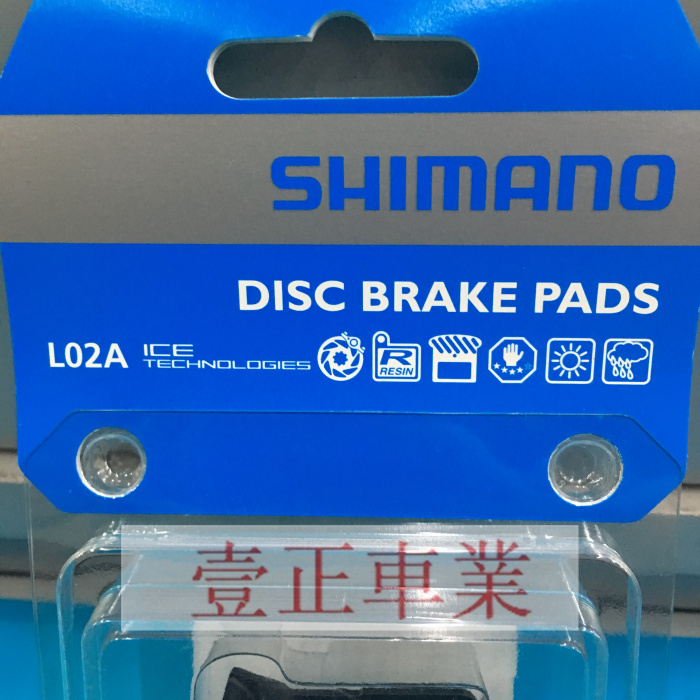 SHIMANO
DISC BRAKE PADS
L02A ICE TECHNOLOGIES R RESIN
壹正車業